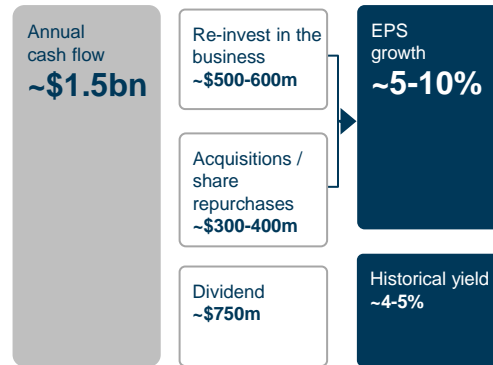 Annual
cash flow
~$1.5bn
Re-invest in the
business
~$500-600m
Acquisitions /
share
repurchases
~$300-400m
Dividend
~$750m
EPS
growth
~5-10%
Historical yield
~4-5%